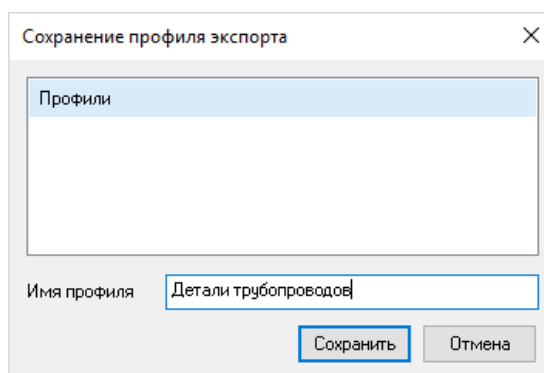 Сохранение профиля экспорта
Профили
Имя профиля Детали трубопроводов
Сохранить Отмена